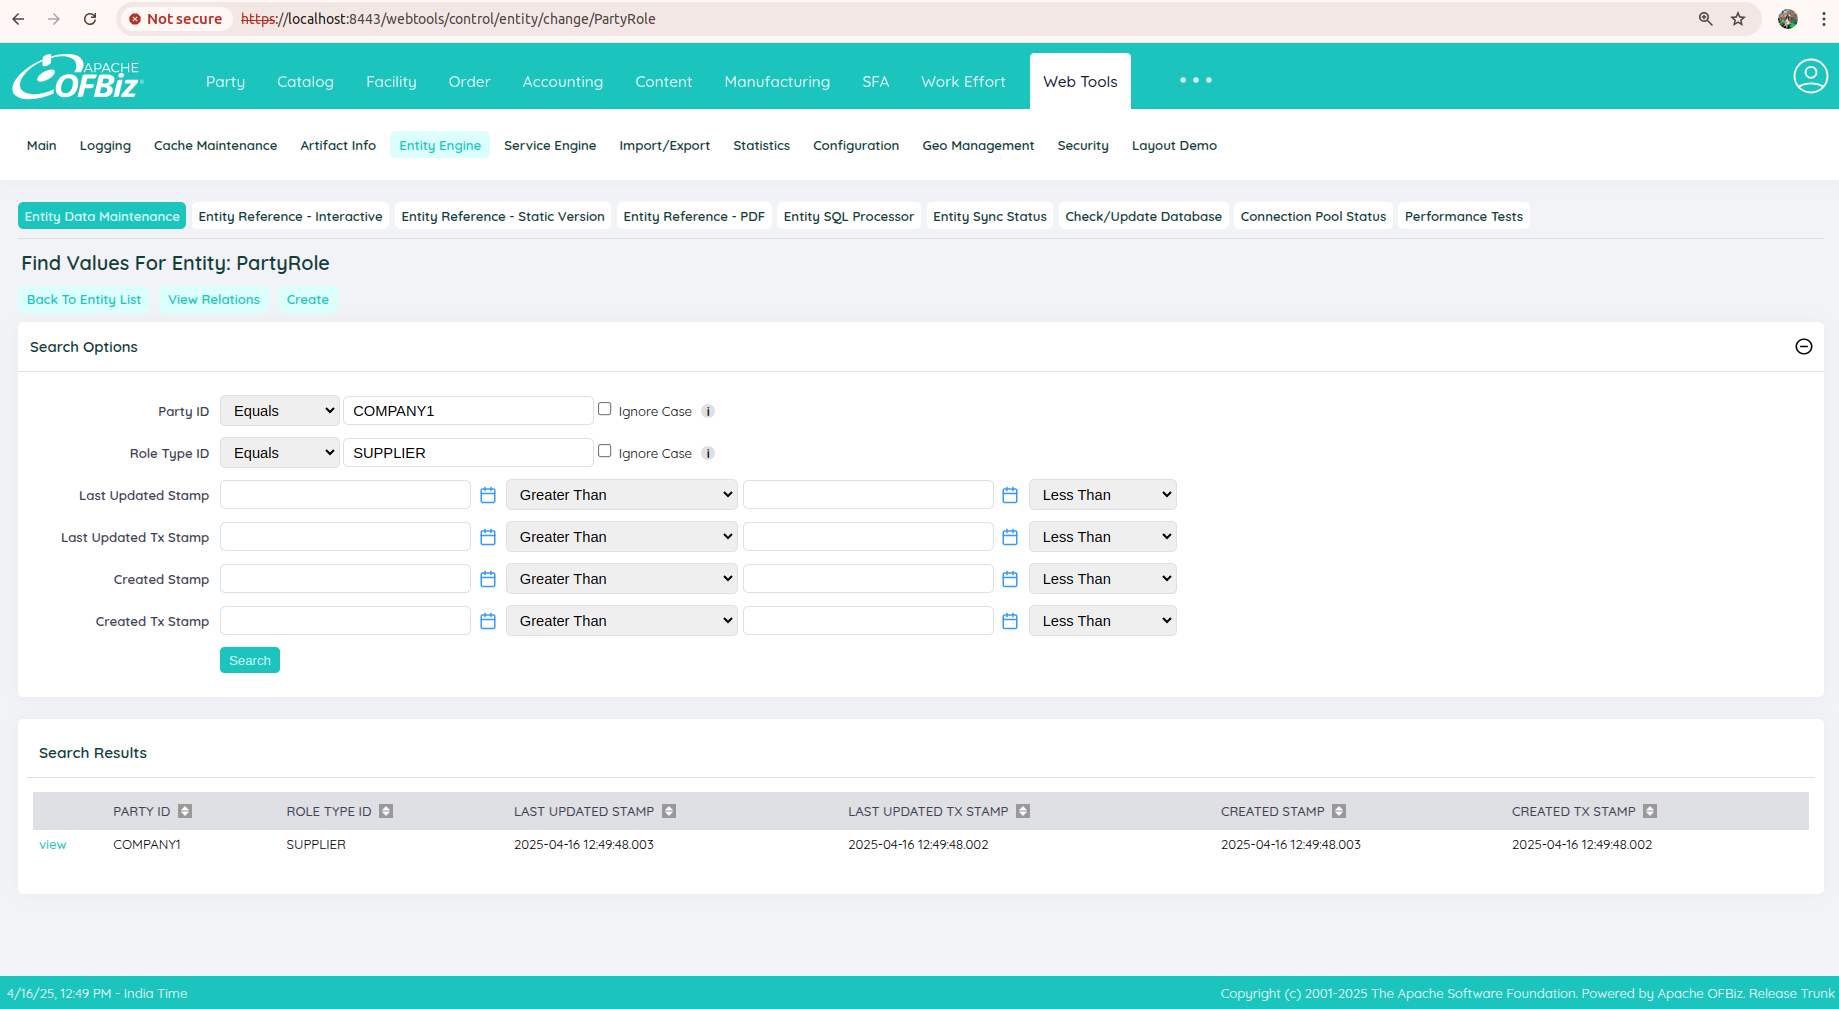 Not secure https://localhost:8443/webtools/control/entity/change/PartyRole
APACHE OFBiz Party Catalog Facility Order Accounting Content Manufacturing SFA Work Effort Web Tools
Main Logging Cache Maintenance Artifact Info Entity Engine Service Engine Import/Export Statistics Configuration Geo Management Security Layout Demo
Entity Data Maintenance Entity Reference - Interactive Entity Reference - Static Version Entity Reference - PDF Entity SQL Processor Entity Sync Status Check/Update Database Connection Pool Status Performance Tests
Find Values For Entity: PartyRole
Back To Entity List View Relations Create
Search Options
Party ID Equals COMPANY1 Ignore Case i
Role Type ID Equals SUPPLIER Ignore Case i
Last Updated Stamp Greater Than Less Than
Last Updated Tx Stamp Greater Than Less Than
Created Stamp Greater Than Less Than
Created Tx Stamp Greater Than Less Than
Search
Search Results
PARTY ID ROLE TYPE ID LAST UPDATED STAMP LAST UPDATED TX STAMP CREATED STAMP CREATED TX STAMP
view COMPANY1 SUPPLIER 2025-04-16 12:49:48.003 2025-04-16 12:49:48.002 2025-04-16 12:49:48.003 2025-04-16 12:49:48.002
4/16/25, 12:49 PM - India Time Copyright (c) 2001-2025 The Apache Software Foundation. Powered by Apache OFBiz. Release Trunk